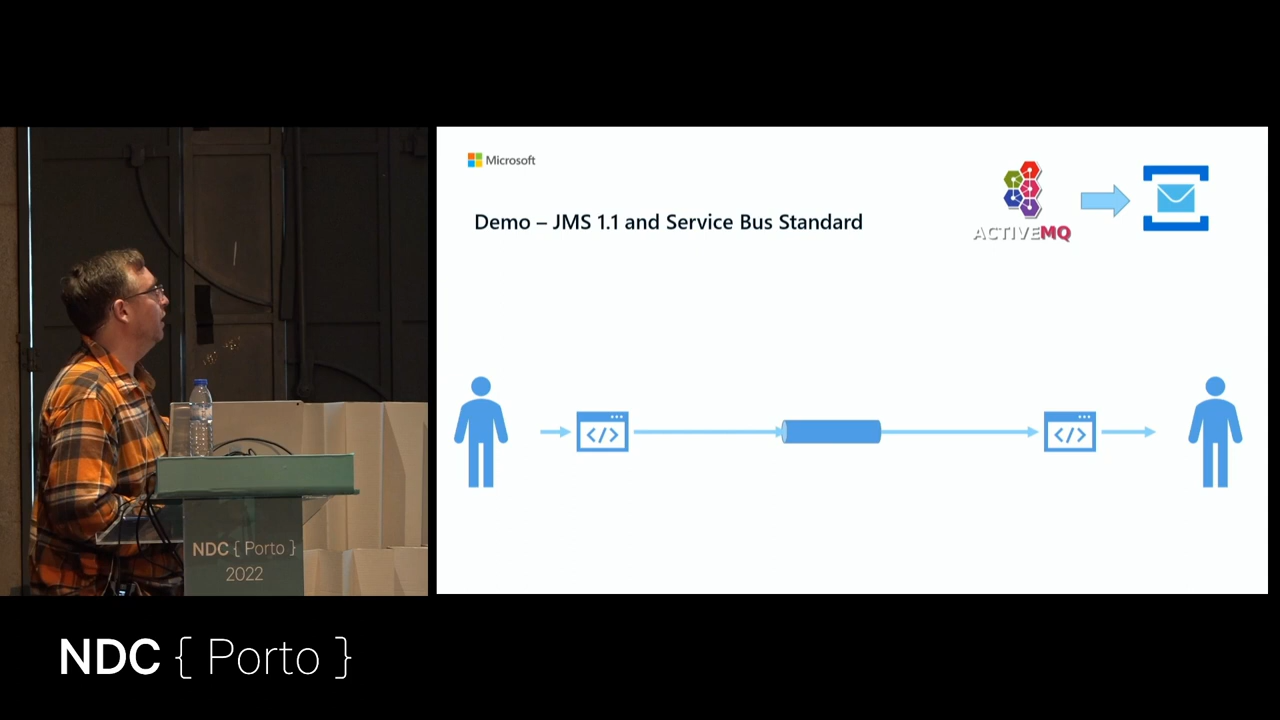 Microsoft
Demo – JMS 1.1 and Service Bus Standard
ACTIVEMQ
</>
</>
NDC { Porto }
2022
NDC { Porto }